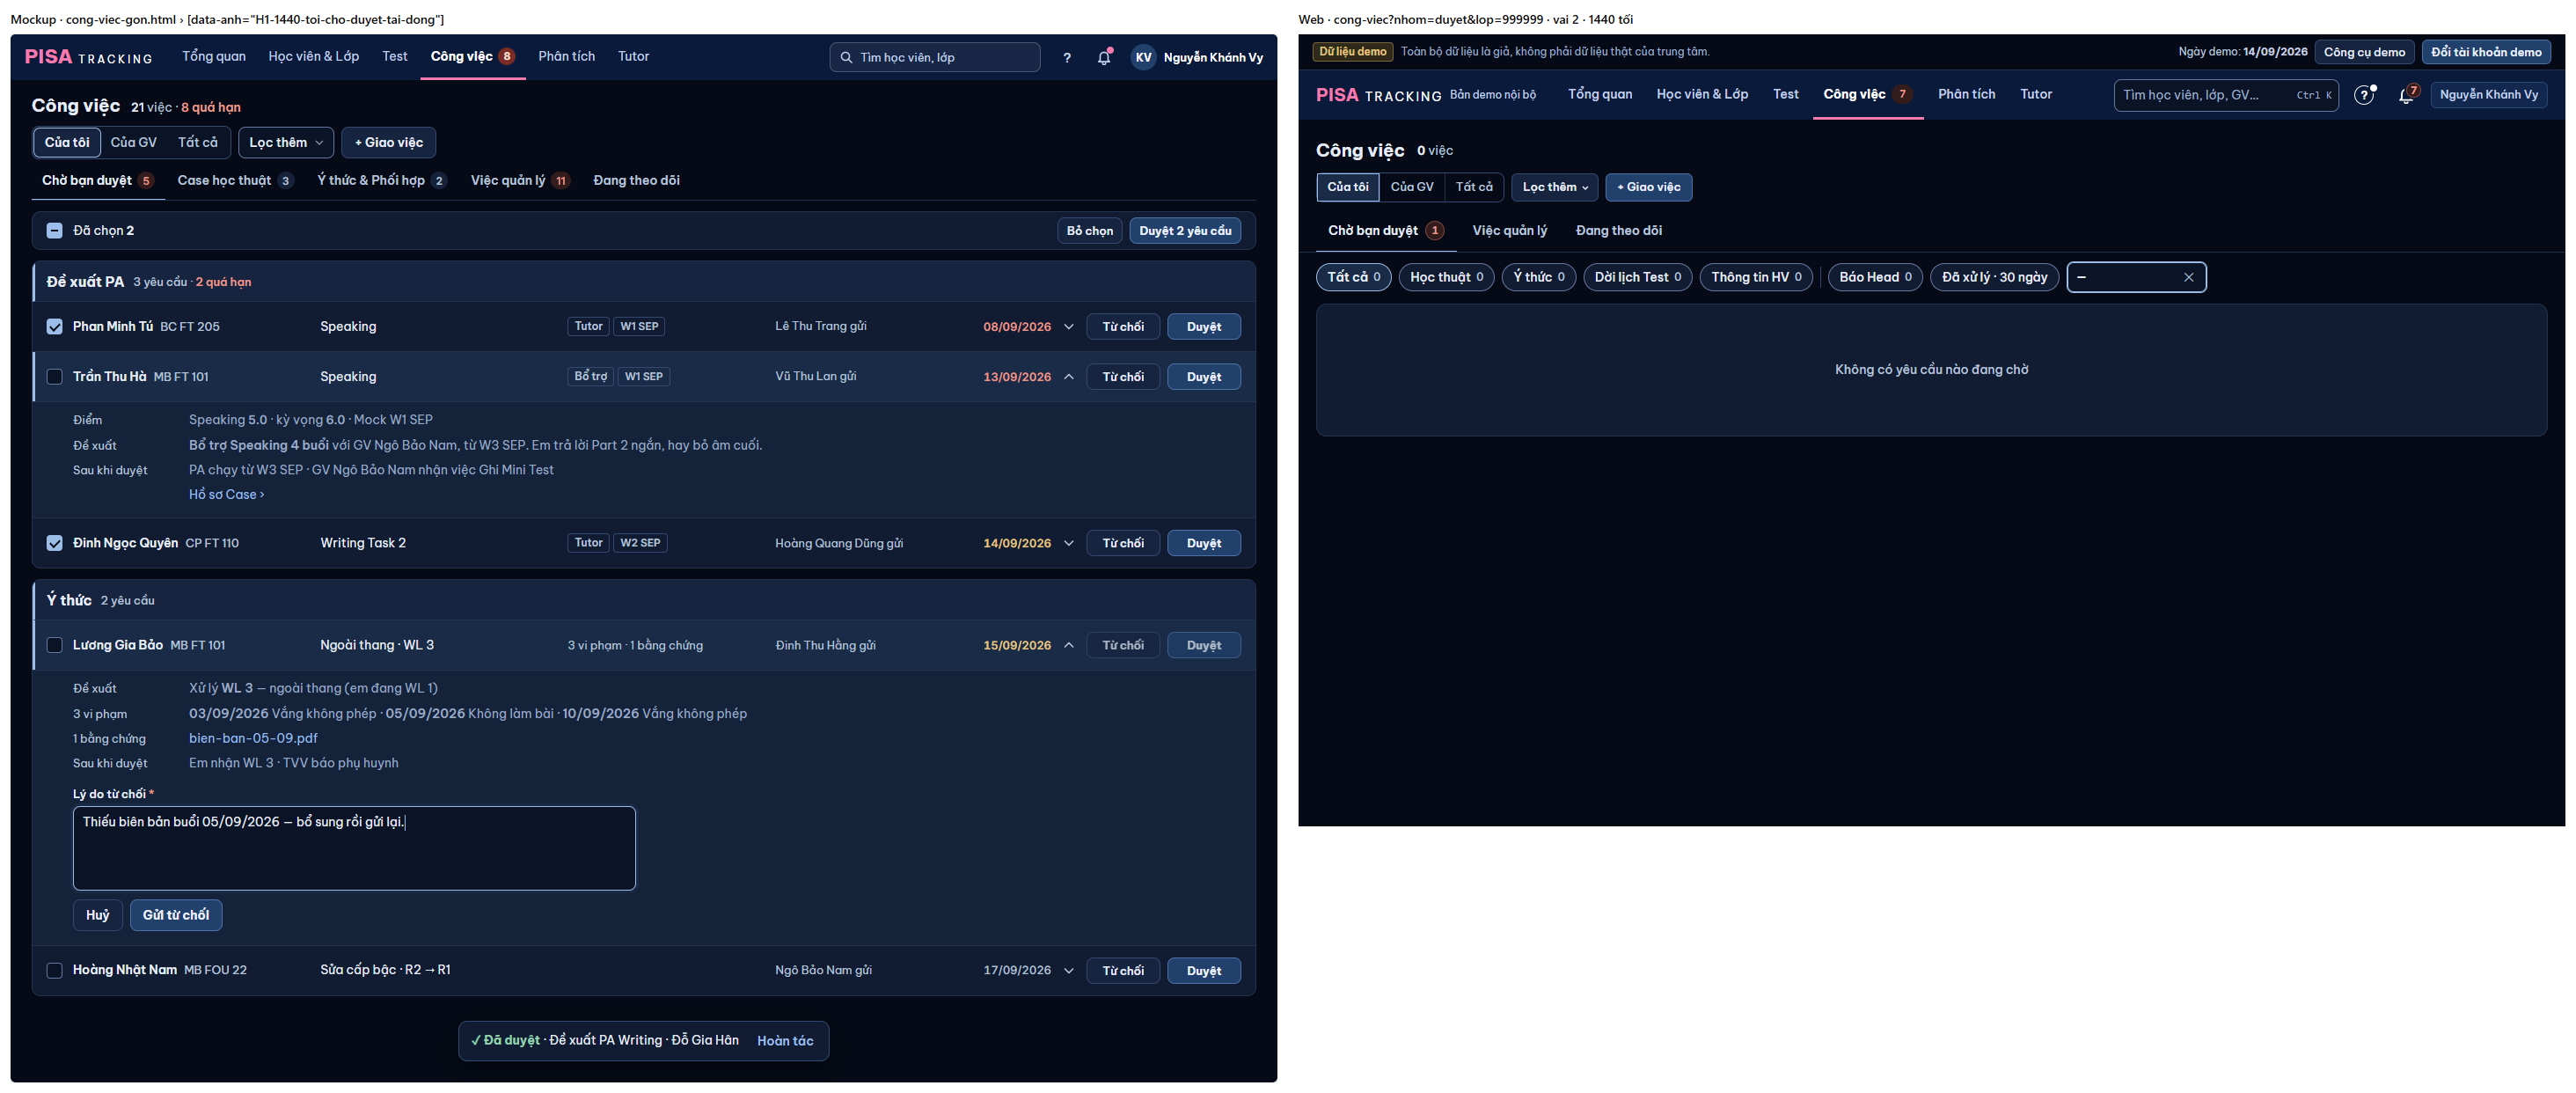 Mockup · cong-viec-gon.html › [data-anh="H1-1440-toi-cho-duyet-tai-dong"]
PISA TRACKING Tổng quan Học viên & Lớp Test Công việc 8 Phân tích Tutor Tìm học viên, lớp ? KV Nguyễn Khánh Vy
Công việc 21 việc · 8 quá hạn
Của tôi Của GV Tất cả Lọc thêm + Giao việc
Chờ bạn duyệt 5 Case học thuật 3 Ý thức & Phối hợp 2 Việc quản lý 11 Đang theo dõi
Đã chọn 2 Bỏ chọn Duyệt 2 yêu cầu
Đề xuất PA 3 yêu cầu · 2 quá hạn
Phan Minh Tú BC FT 205 Speaking Tutor W1 SEP Lê Thu Trang gửi 08/09/2026 Từ chối Duyệt
Trần Thu Hà MB FT 101 Speaking Bổ trợ W1 SEP Vũ Thu Lan gửi 13/09/2026 Từ chối Duyệt
Điểm Speaking 5.0 · kỳ vọng 6.0 · Mock W1 SEP
Đề xuất Bổ trợ Speaking 4 buổi với GV Ngô Bảo Nam, từ W3 SEP. Em trả lời Part 2 ngắn, hay bỏ âm cuối.
Sau khi duyệt PA chạy từ W3 SEP · GV Ngô Bảo Nam nhận việc Ghi Mini Test
Hồ sơ Case ›
Đinh Ngọc Quyên CP FT 110 Writing Task 2 Tutor W2 SEP Hoàng Quang Dũng gửi 14/09/2026 Từ chối Duyệt
Ý thức 2 yêu cầu
Lương Gia Bảo MB FT 101 Ngoài thang · WL 3 3 vi phạm · 1 bằng chứng Đinh Thu Hằng gửi 15/09/2026 Từ chối Duyệt
Đề xuất Xử lý WL 3 — ngoài thang (em đang WL 1)
3 vi phạm 03/09/2026 Vắng không phép · 05/09/2026 Không làm bài · 10/09/2026 Vắng không phép
1 bằng chứng bien-ban-05-09.pdf
Sau khi duyệt Em nhận WL 3 · TVV báo phụ huynh
Lý do từ chối *
Thiếu biên bản buổi 05/09/2026 — bổ sung rồi gửi lại.
Huỷ Gửi từ chối
Hoàng Nhật Nam MB FOU 22 Sửa cấp bậc · R2 → R1 Ngô Bảo Nam gửi 17/09/2026 Từ chối Duyệt
✓ Đã duyệt · Đề xuất PA Writing · Đỗ Gia Hân Hoàn tác
Web · cong-viec?nhom=duyet&lop=999999 · vai 2 · 1440 tối
Dữ liệu demo Toàn bộ dữ liệu là giả, không phải dữ liệu thật của trung tâm. Ngày demo: 14/09/2026 Công cụ demo Đổi tài khoản demo
PISA TRACKING Bản demo nội bộ Tổng quan Học viên & Lớp Test Công việc 7 Phân tích Tutor Tìm học viên, lớp, GV... Ctrl K ? 7 Nguyễn Khánh Vy
Công việc 0 việc
Của tôi Của GV Tất cả Lọc thêm + Giao việc
Chờ bạn duyệt 1 Việc quản lý Đang theo dõi
Tất cả 0 Học thuật 0 Ý thức 0 Dời lịch Test 0 Thông tin HV 0 Báo Head 0 Đã xử lý · 30 ngày —
Không có yêu cầu nào đang chờ